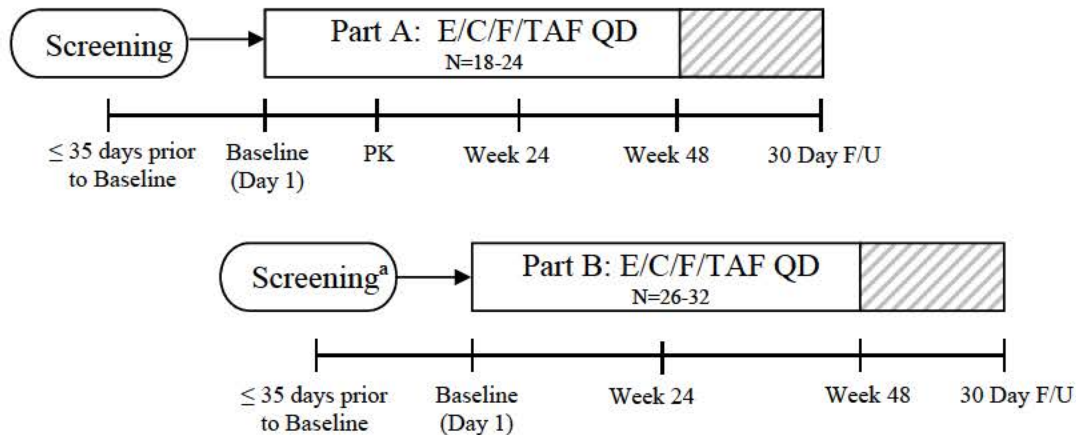 Screening
Part A: E/C/F/TAF QD
N=18-24
≤ 35 days prior
to Baseline
Baseline
(Day 1)
PK
Week 24
Week 48
30 Day F/U
Screeningᵃ
Part B: E/C/F/TAF QD
N=26-32
≤ 35 days prior
to Baseline
Baseline
(Day 1)
Week 24
Week 48
30 Day F/U